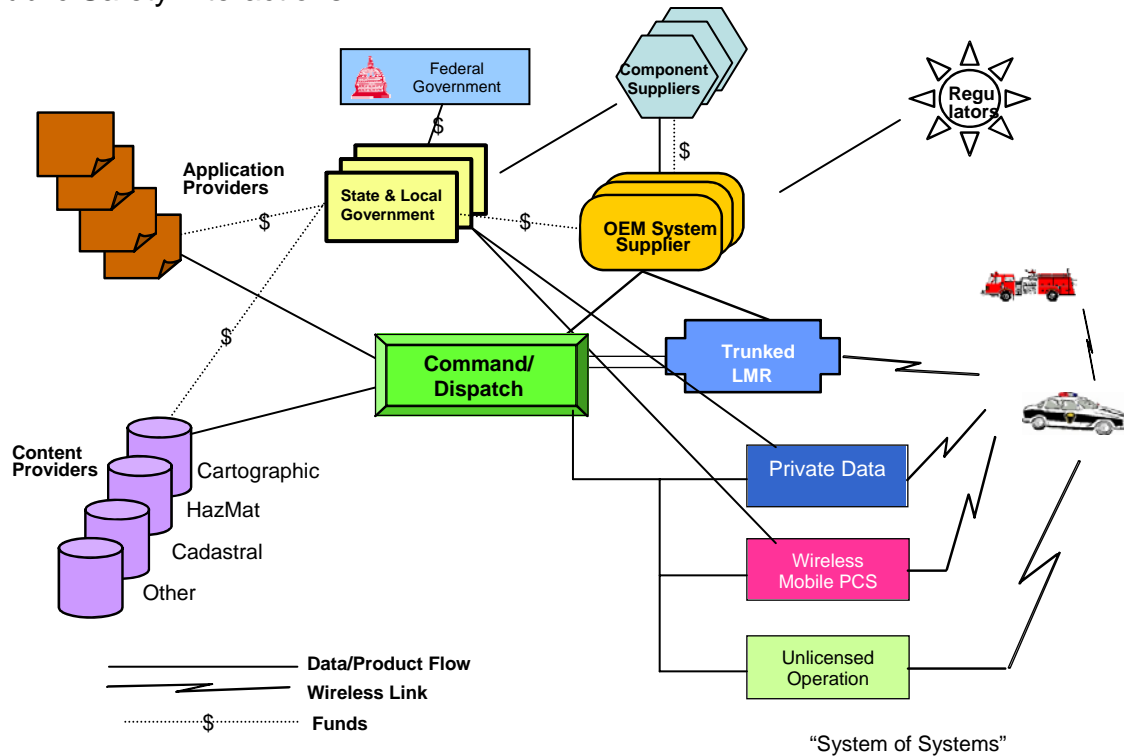 Safety Interactions
Federal
Government
Component
Suppliers
Regu
lators
$
Application
Providers
$
State & Local
Government
$
$
OEM System
Supplier
$
Command/
Dispatch
Trunked
LMR
Content
Providers
Cartographic
HazMat
Cadastral
Other
Private Data
Wireless
Mobile PCS
Unlicensed
Operation
Data/Product Flow
Wireless Link
$
Funds
“System of Systems”